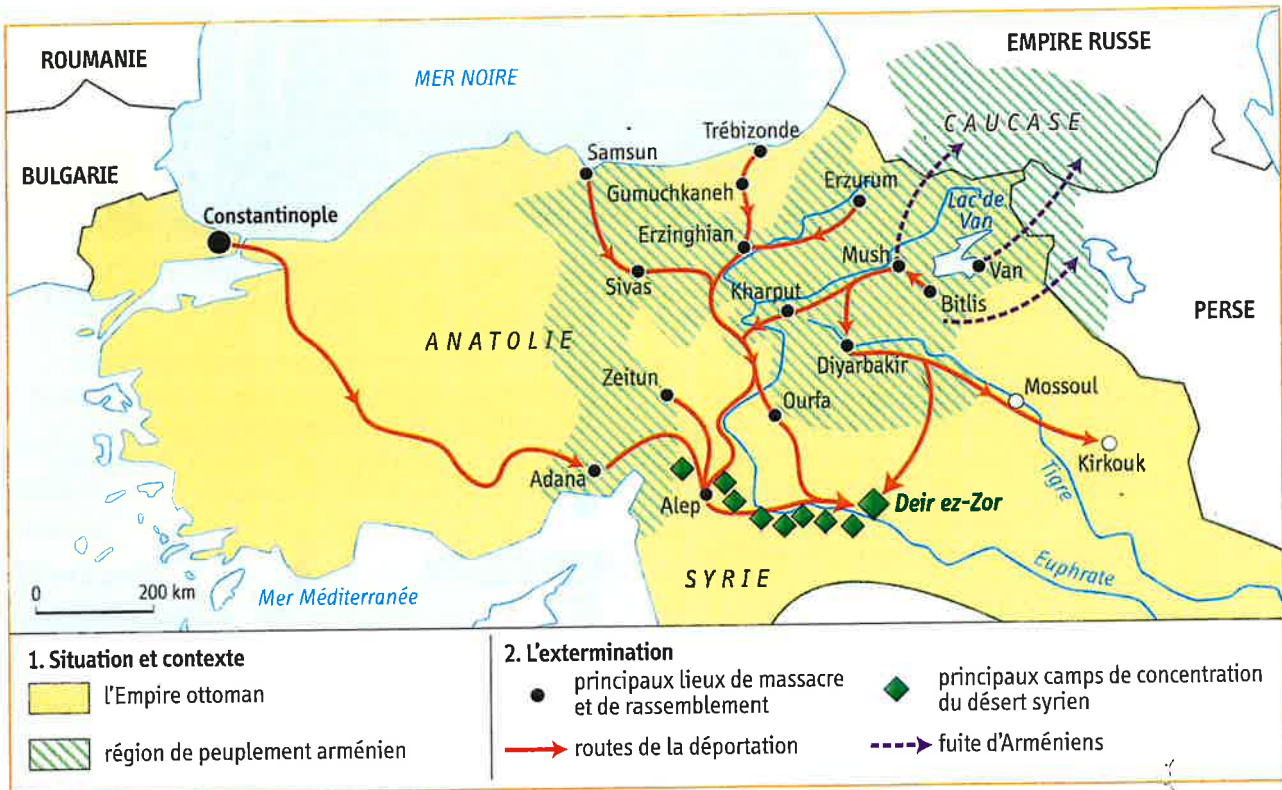 ROUMANIE
EMPIRE RUSSE
MER NOIRE
CAUCASE
Trébizonde
Samsun
BULGARIE
Gumuchkaneh
Erzurum
Lac de
Van
Constantinople
Erzinghian
Mush
Van
Sivas
Kharput
Bitlis
PERSE
ANATOLIE
Diyarbakir
Zeitun
Mossoul
Ourfa
Kirkouk
Adana
Alep
Deir ez-Zor
Tigre
SYRIE
Euphrate
0 200 km
Mer Méditerranée
1. Situation et contexte
l'Empire ottoman
région de peuplement arménien
2. L'extermination
principaux lieux de massacre
et de rassemblement
routes de la déportation
principaux camps de concentration
du désert syrien
fuite d'Arméniens